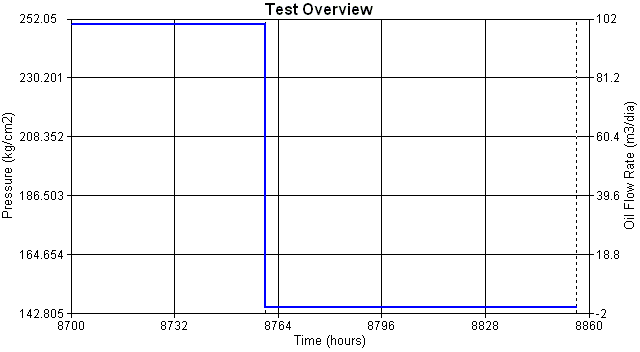 Test Overview
252.05
230.201
208.352
186.503
164.654
142.805
Pressure (kg/cm2)
102
81.2
60.4
39.6
18.8
-2
Oil Flow Rate (m3/dia)
8700 8732 8764 8796 8828 8860
Time (hours)